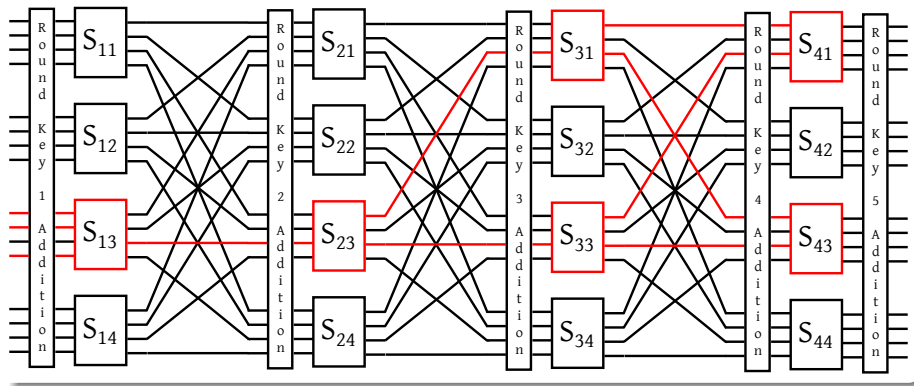 Round Key 1 Addition
S11
S12
S13
S14
Round Key 2 Addition
S21
S22
S23
S24
Round Key 3 Addition
S31
S32
S33
S34
Round Key 4 Addition
S41
S42
S43
S44
Round Key 5 Addition